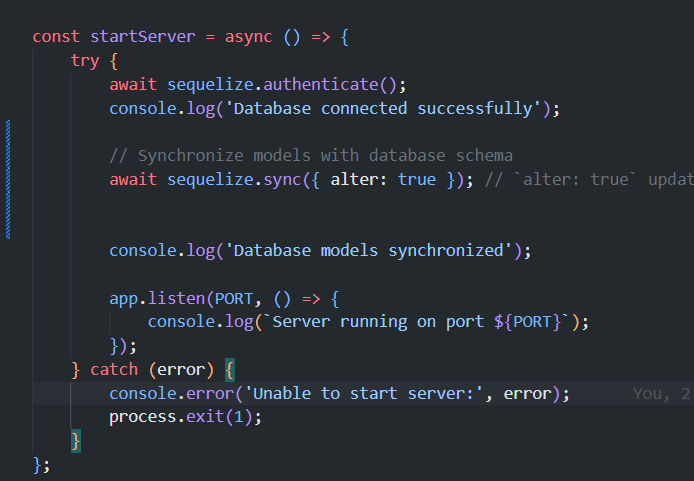 const startServer = async () => {
    try {
        await sequelize.authenticate();
        console.log('Database connected successfully');

        // Synchronize models with database schema
        await sequelize.sync({ alter: true }); // `alter: true` updat

        console.log('Database models synchronized');

        app.listen(PORT, () => {
            console.log(`Server running on port ${PORT}`);
        });
    } catch (error) {
        console.error('Unable to start server:', error); You, 2
        process.exit(1);
    }
};